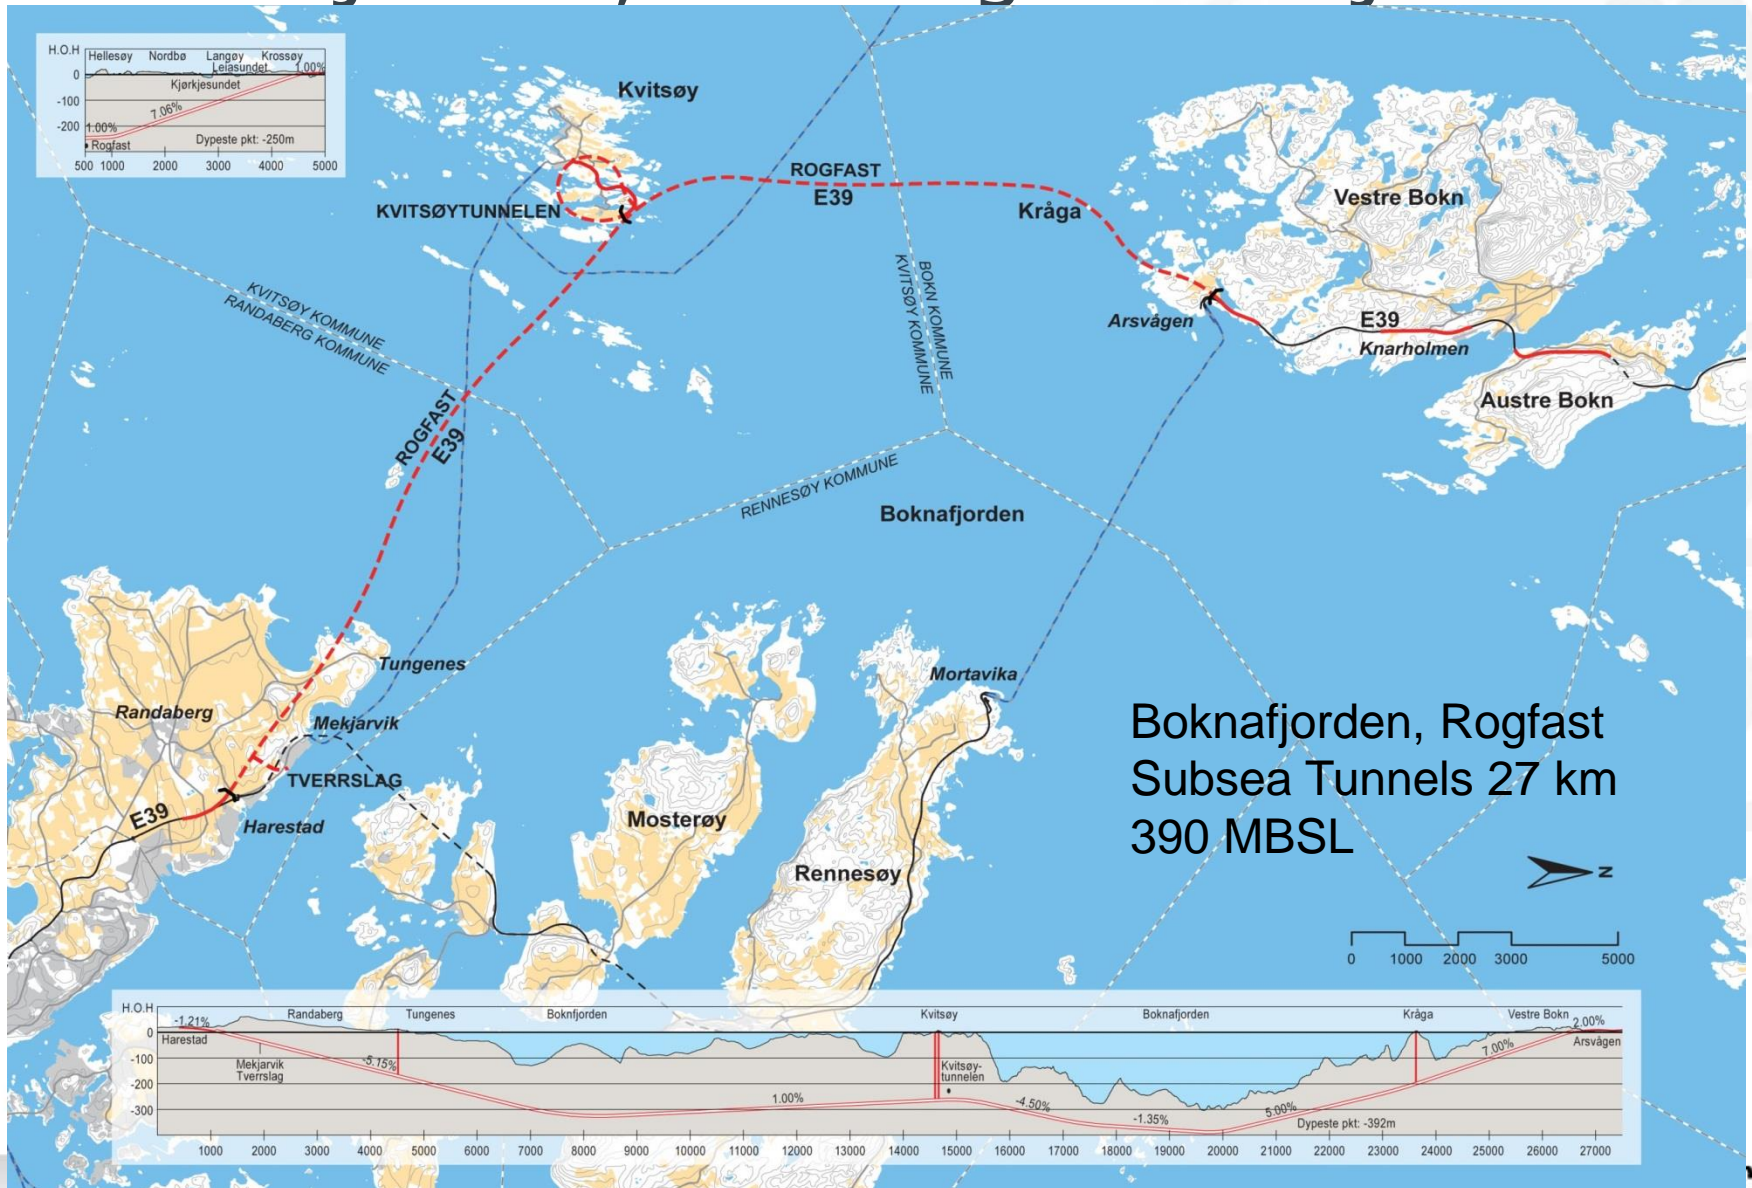 H.O.H
Hellesøy Nordbø Langøy Krossøy
Leiasundet 1.00%
0
Kjørkjesundet
-100
7.06%
-200
1.00%
Dypeste pkt: -250m
Rogfast
500 1000 2000 3000 4000 5000
Kvitsøy
ROGFAST
E39
KVITSØYTUNNELEN
Kråga
Vestre Bokn
KVITSØY KOMMUNE
RANDABERG KOMMUNE
BOKN KOMMUNE
KVITSØY KOMMUNE
Arsvågen
E39
Knarholmen
Austre Bokn
ROGFAST
E39
RENNESØY KOMMUNE
Boknafjorden
Tungenes
Mortavika
Randaberg
Mekjarvik
TVERRSLAG
E39
Harestad
Mosterøy
Rennesøy
Boknafjorden, Rogfast
Subsea Tunnels 27 km
390 MBSL
N
0 1000 2000 3000 5000
H.O.H
Randaberg Tungenes Boknfjorden Kvitsøy Boknafjorden Kråga Vestre Bokn
-1.21% 2.00%
0
Harestad Arsvågen
7.00%
-100
Mekjarvik
Tverrslag
-5.15%
Kvitsøy-
tunnelen
-200
1.00% -4.50% -1.35% 5.00%
-300
Dypeste pkt: -392m
1000 2000 3000 4000 5000 6000 7000 8000 9000 10000 11000 12000 13000 14000 15000 16000 17000 18000 19000 20000 21000 22000 23000 24000 25000 26000 27000